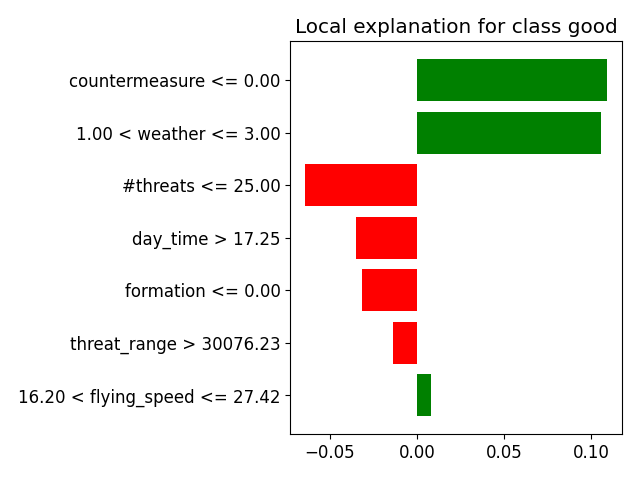 Local explanation for class good
countermeasure <= 0.00
1.00 < weather <= 3.00
#threats <= 25.00
day_time > 17.25
formation <= 0.00
threat_range > 30076.23
16.20 < flying_speed <= 27.42
−0.05 0.00 0.05 0.10